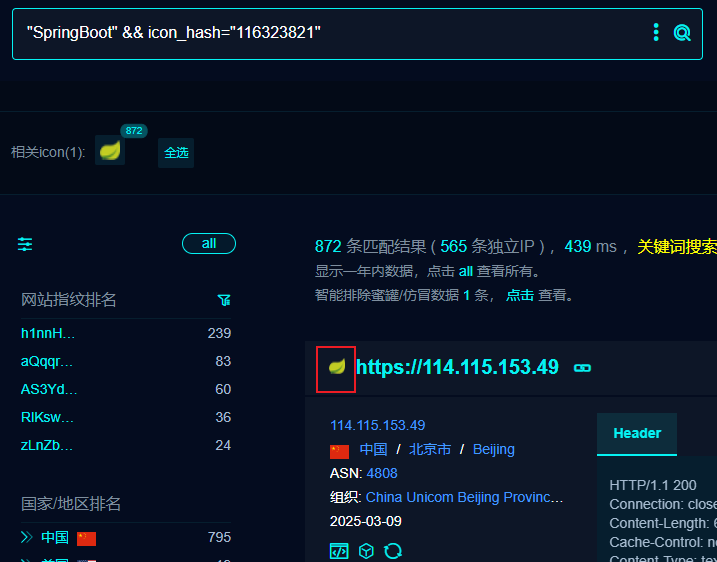 "SpringBoot" && icon_hash="116323821"
相关icon(1): 872 全选
all
872 条匹配结果 ( 565 条独立IP ) ，439 ms ，关键词搜索
显示一年内数据，点击 all 查看所有。
智能排除蜜罐/仿冒数据 1 条， 点击 查看。
网站指纹排名
h1nnH... 239
aQqqr... 83
AS3Yd... 60
RlKsw... 36
zLnZb... 24
国家/地区排名
中国 795
https://114.115.153.49
114.115.153.49
中国 / 北京市 / Beijing
ASN: 4808
组织: China Unicom Beijing Provinc...
2025-03-09
Header
HTTP/1.1 200
Connection: close
Content-Length:
Cache-Control:
Content-Type: